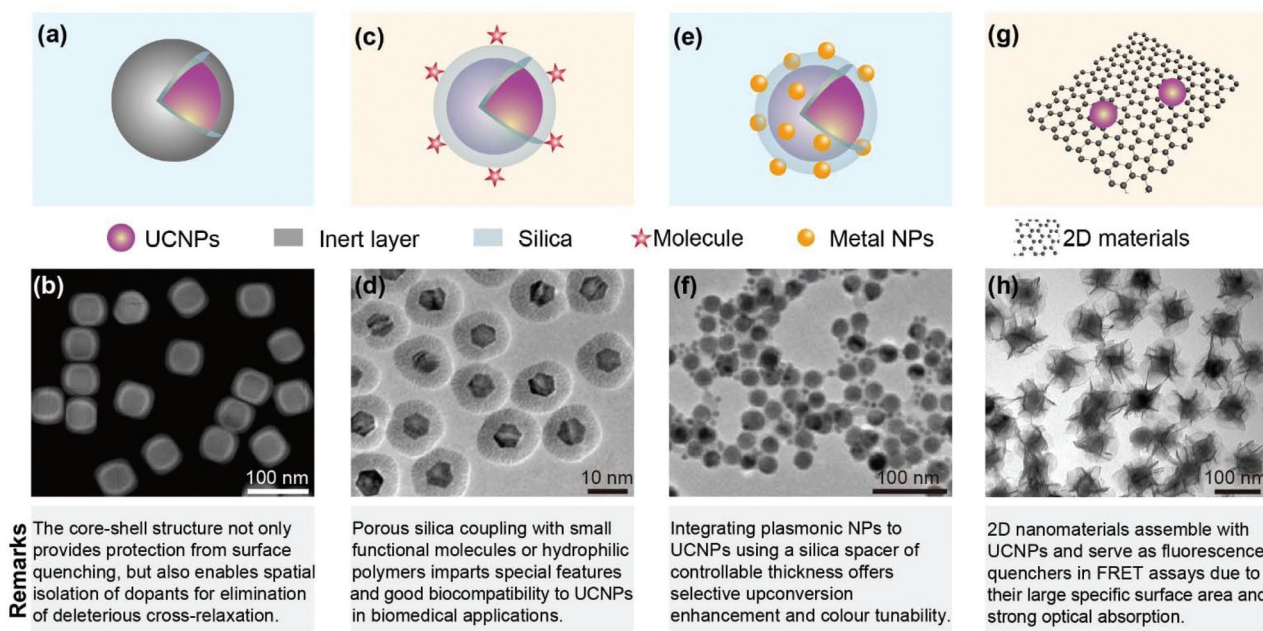 (a)
(c)
(e)
(g)
UCNPs
Inert layer
Silica
Molecule
Metal NPs
2D materials
(b)
100 nm
(d)
10 nm
(f)
100 nm
(h)
100 nm
Remarks
The core-shell structure not only
provides protection from surface
quenching, but also enables spatial
isolation of dopants for elimination
of deleterious cross-relaxation.
Porous silica coupling with small
functional molecules or hydrophilic
polymers imparts special features
and good biocompatibility to UCNPs
in biomedical applications.
Integrating plasmonic NPs to
UCNPs using a silica spacer of
controllable thickness offers
selective upconversion
enhancement and colour tunability.
2D nanomaterials assemble with
UCNPs and serve as fluorescence
quenchers in FRET assays due to
their large specific surface area and
strong optical absorption.